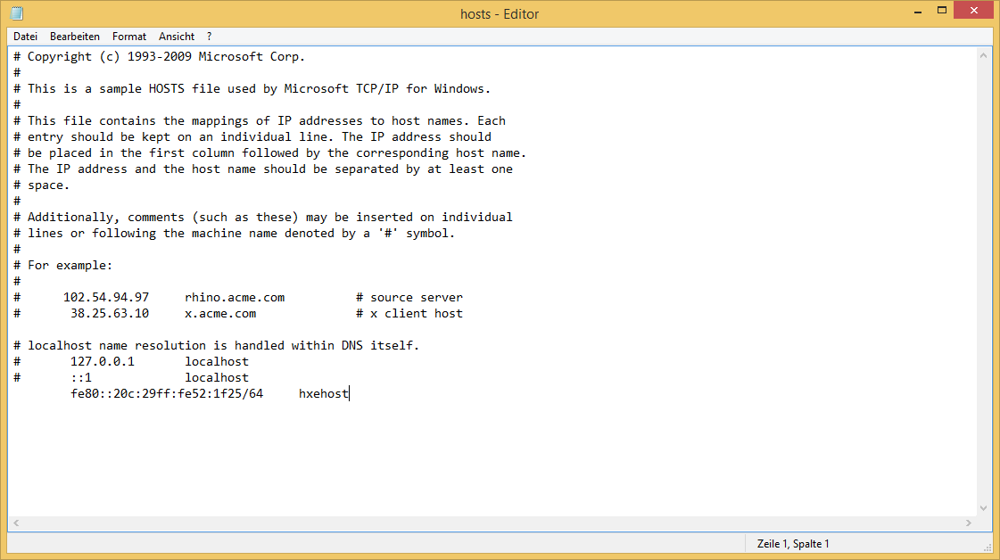 hosts - Editor
Datei Bearbeiten Format Ansicht ?
# Copyright (c) 1993-2009 Microsoft Corp.
#
# This is a sample HOSTS file used by Microsoft TCP/IP for Windows.
#
# This file contains the mappings of IP addresses to host names. Each
# entry should be kept on an individual line. The IP address should
# be placed in the first column followed by the corresponding host name.
# The IP address and the host name should be separated by at least one
# space.
#
# Additionally, comments (such as these) may be inserted on individual
# lines or following the machine name denoted by a '#' symbol.
#
# For example:
#
#      102.54.94.97     rhino.acme.com          # source server
#       38.25.63.10     x.acme.com              # x client host

# localhost name resolution is handled within DNS itself.
#       127.0.0.1       localhost
#       ::1             localhost
        fe80::20c:29ff:fe52:1f25/64     hxehost
Zeile 1, Spalte 1